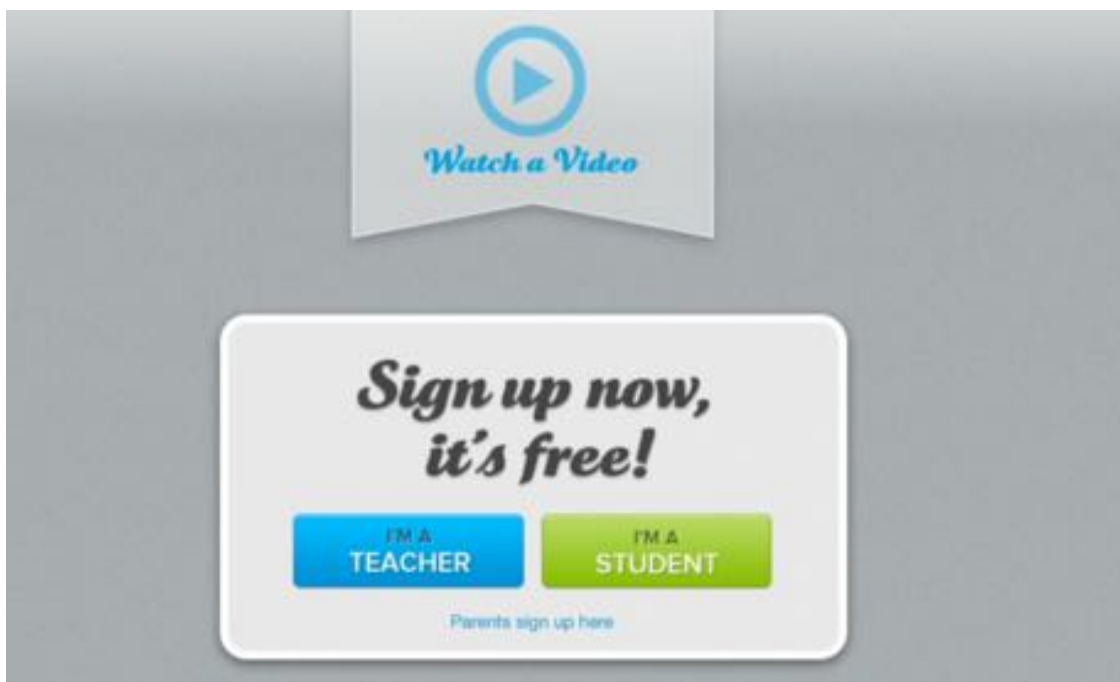 Watch a Video
Sign up now,
it's free!
I'M A
TEACHER
I'M A
STUDENT
Parents sign up here